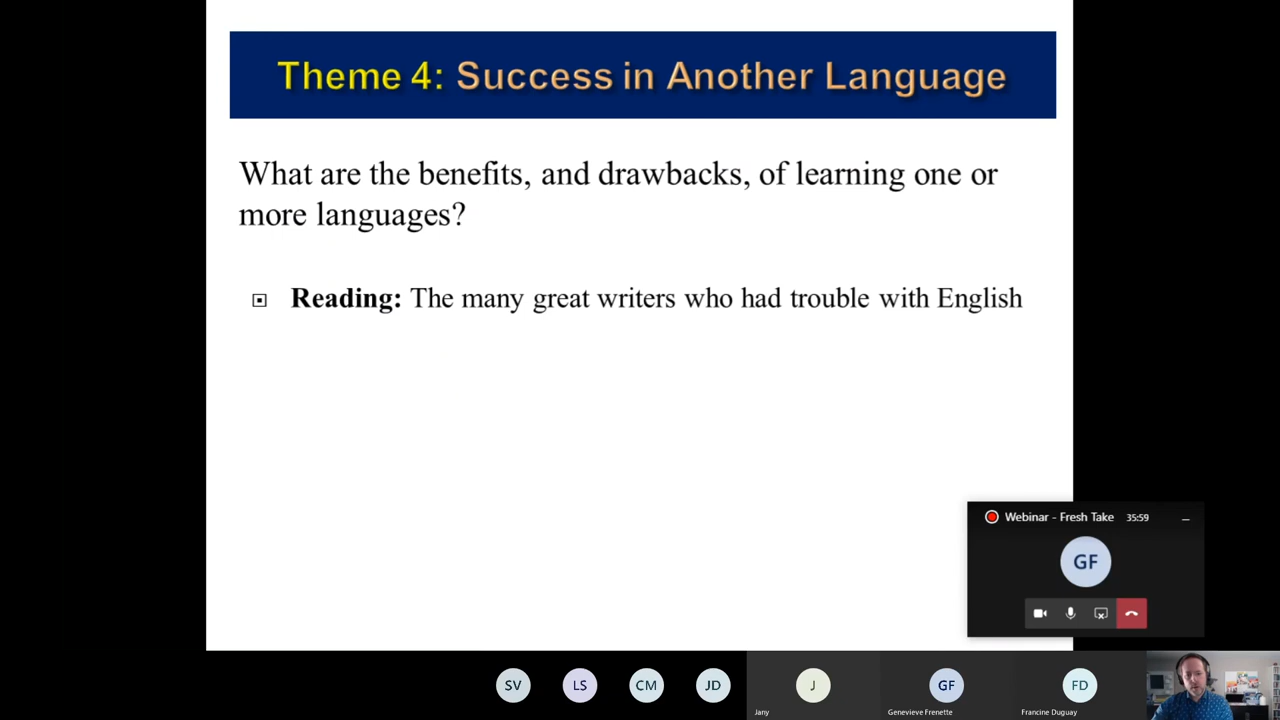 Theme 4: Success in Another Language
What are the benefits, and drawbacks, of learning one or
more languages?
Reading: The many great writers who had trouble with English
Webinar - Fresh Take 35:59
GF
SV LS CM JD J GF FD
Jany Genevieve Frenette Francine Duguay